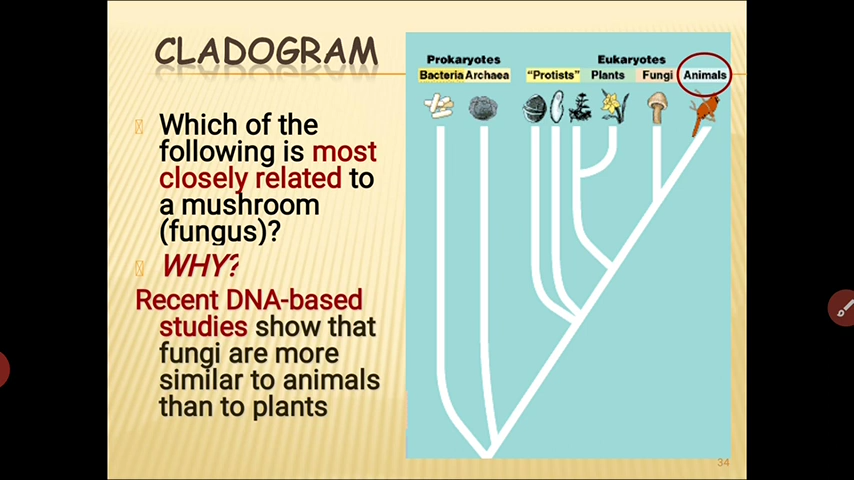 CLADOGRAM
Which of the
following is most
closely related to
a mushroom
(fungus)?
WHY?
Recent DNA-based
studies show that
fungi are more
similar to animals
than to plants
Prokaryotes Eukaryotes
Bacteria Archaea "Protists" Plants Fungi Animals
34